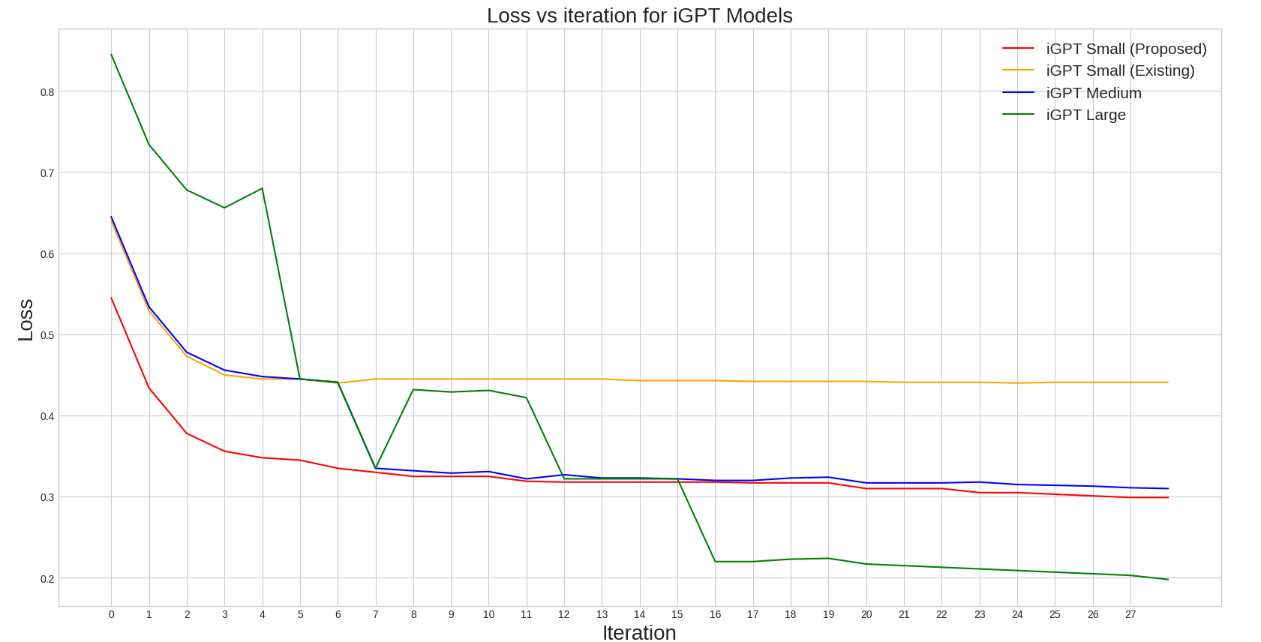 Loss vs iteration for iGPT Models
iGPT Small (Proposed)
iGPT Small (Existing)
iGPT Medium
iGPT Large
Loss
0.8
0.7
0.6
0.5
0.4
0.3
0.2
0 1 2 3 4 5 6 7 8 9 10 11 12 13 14 15 16 17 18 19 20 21 22 23 24 25 26 27
Iteration